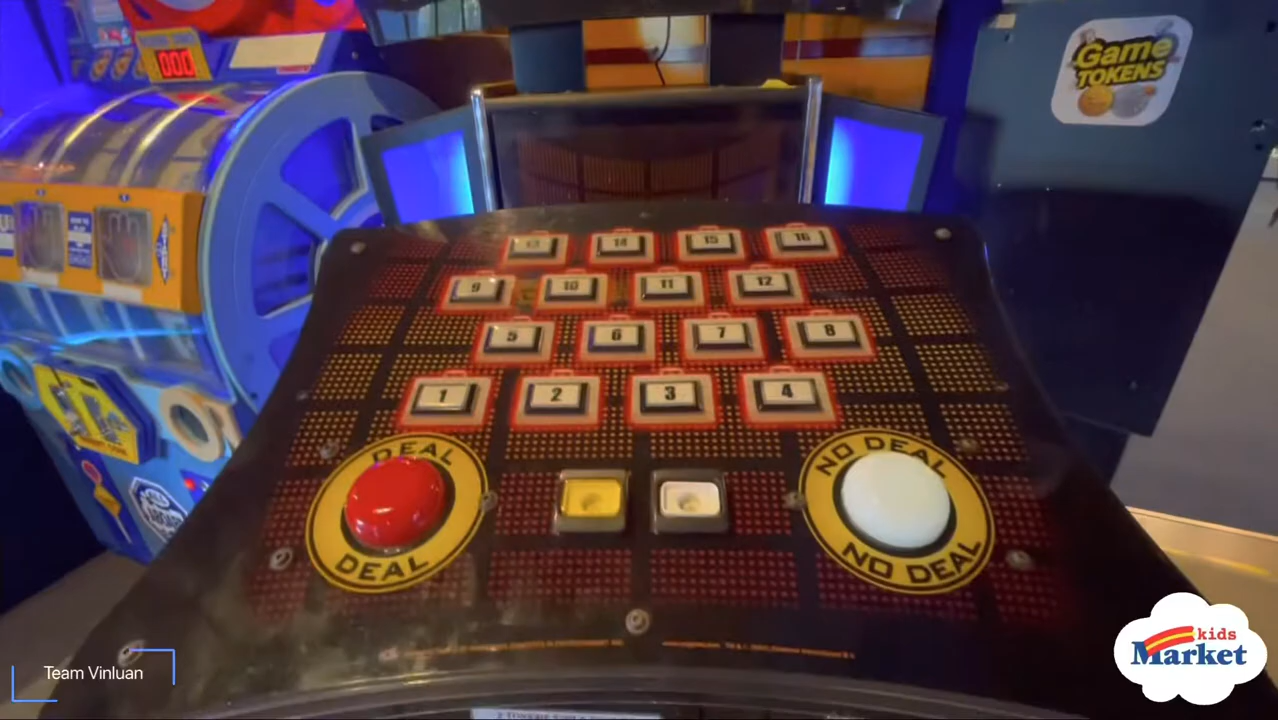 000
Game
TOKENS
13
14
15
16
9
10
11
12
5
6
7
8
1
2
3
4
DEAL
DEAL
NO DEAL
NO DEAL
Team Vinluan
kids
Market